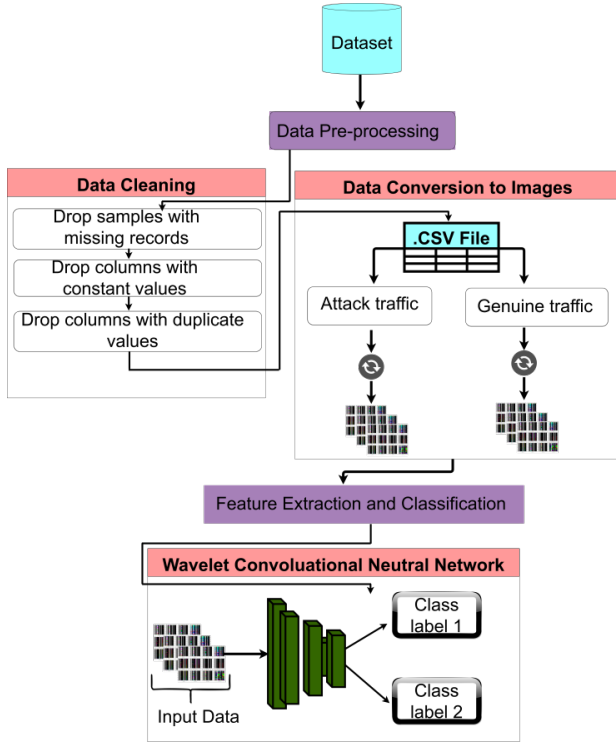 Dataset
Data Pre-processing
Data Cleaning
Drop samples with
missing records
Drop columns with
constant values
Drop columns with duplicate
values
Data Conversion to Images
.CSV File
Attack traffic
Genuine traffic
Feature Extraction and Classification
Wavelet Convoluational Neutral Network
Input Data
Class
label 1
Class
label 2